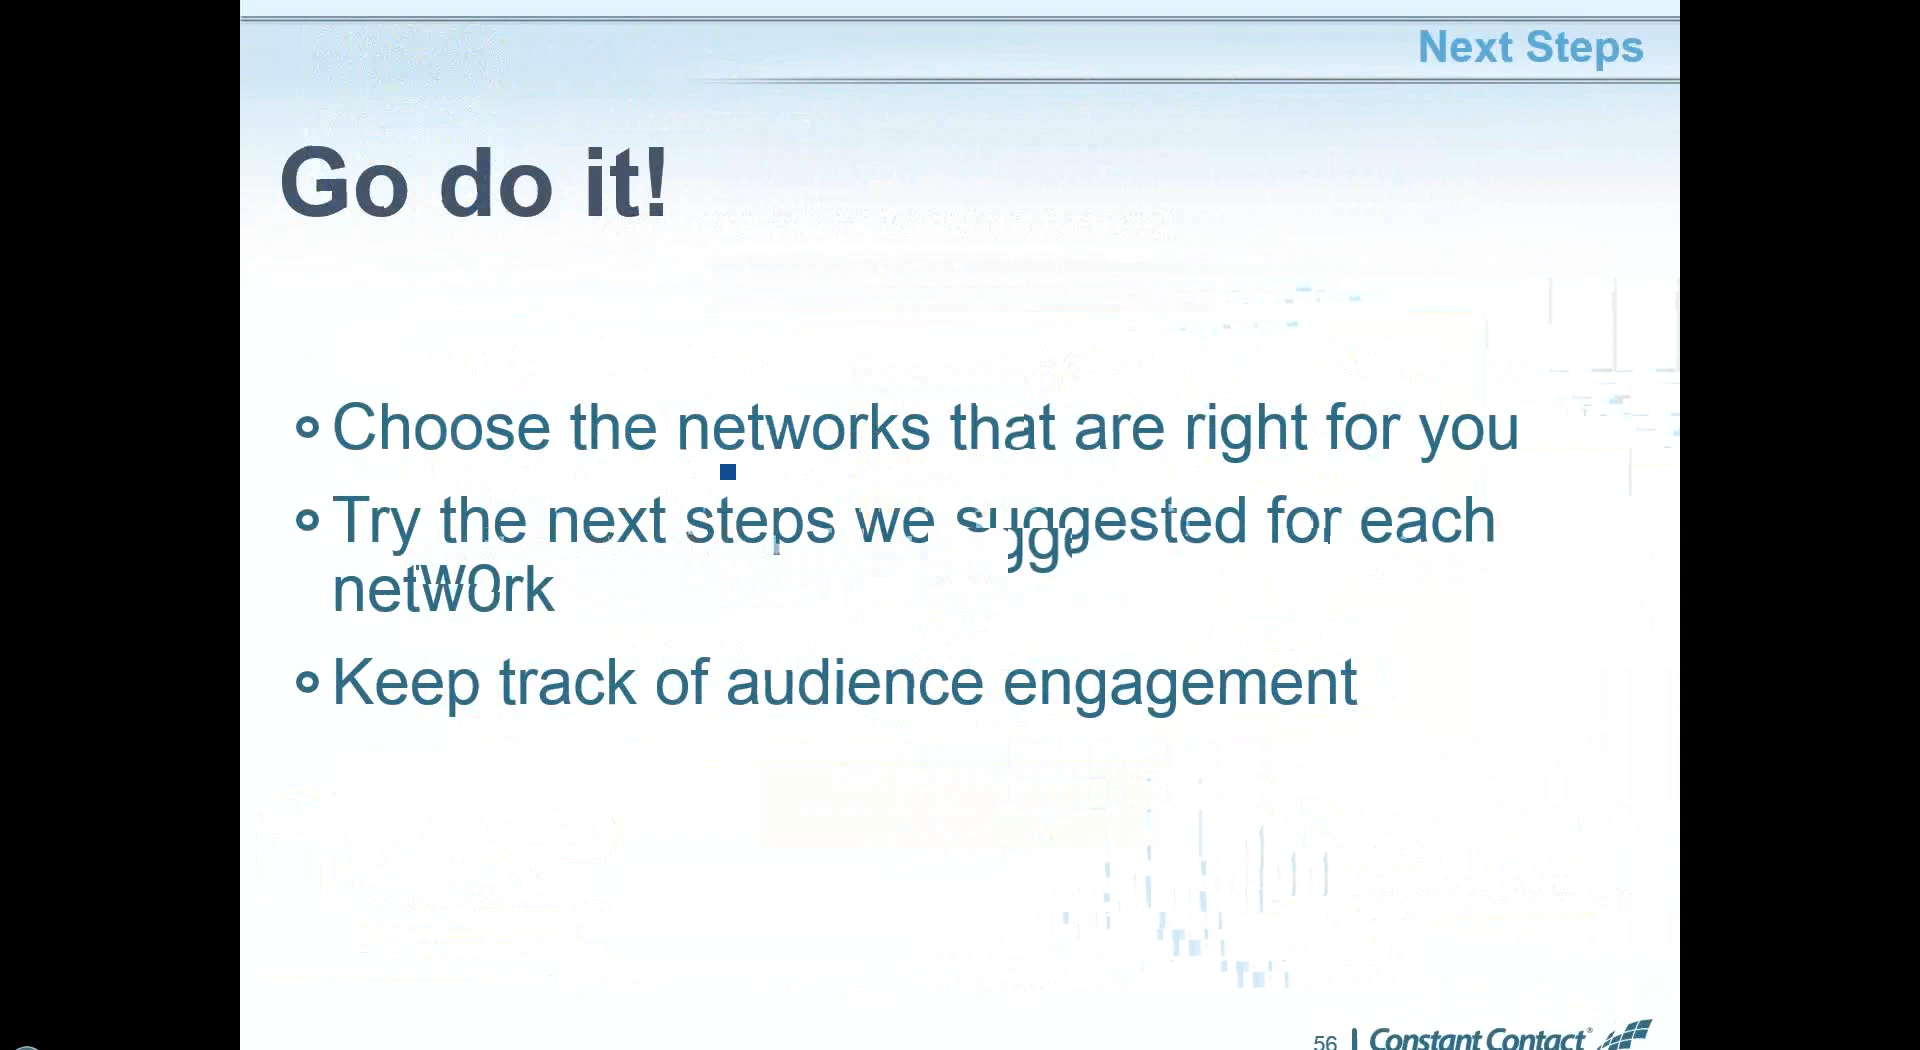 Next Steps
Go do it!
Choose the networks that are right for you
Try the next steps we suggested for each
network
Keep track of audience engagement
56 | Constant Contact®